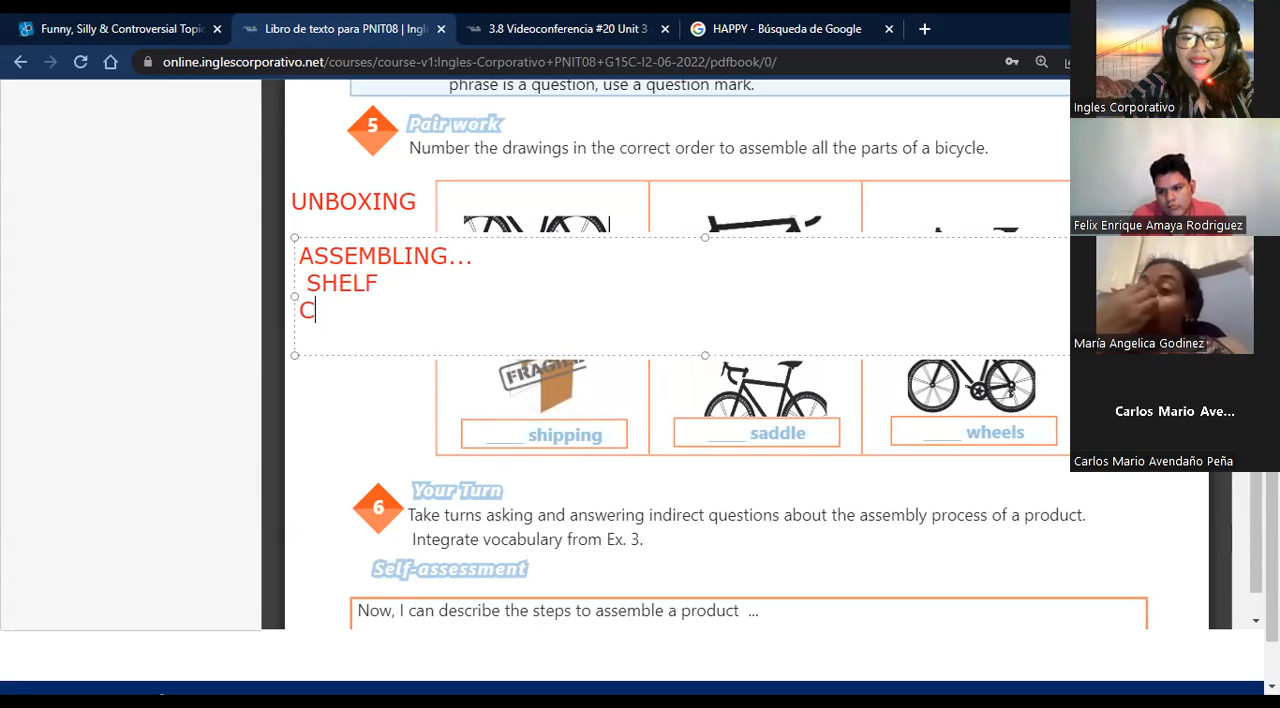 Funny, Silly & Controversial Topic
Libro de texto para PNIT08 | Ingl
3.8 Videoconferencia #20 Unit 3
HAPPY - Búsqueda de Google
online.inglescorporativo.net/courses/course-v1:Ingles-Corporativo+PNIT08+G15C-I2-06-2022/pdfbook/0/
phrase is a question, use a question mark.
5 Pair work
Number the drawings in the correct order to assemble all the parts of a bicycle.
UNBOXING
ASSEMBLING...
SHELF
C
FRAGILE
____ shipping
____ saddle
____ wheels
6 Your Turn
Take turns asking and answering indirect questions about the assembly process of a product.
Integrate vocabulary from Ex. 3.
Self-assessment
Now, I can describe the steps to assemble a product ...
Ingles Corporativo
Felix Enrique Amaya Rodriguez
María Angelica Godinez
Carlos Mario Ave...
Carlos Mario Avendaño Peña